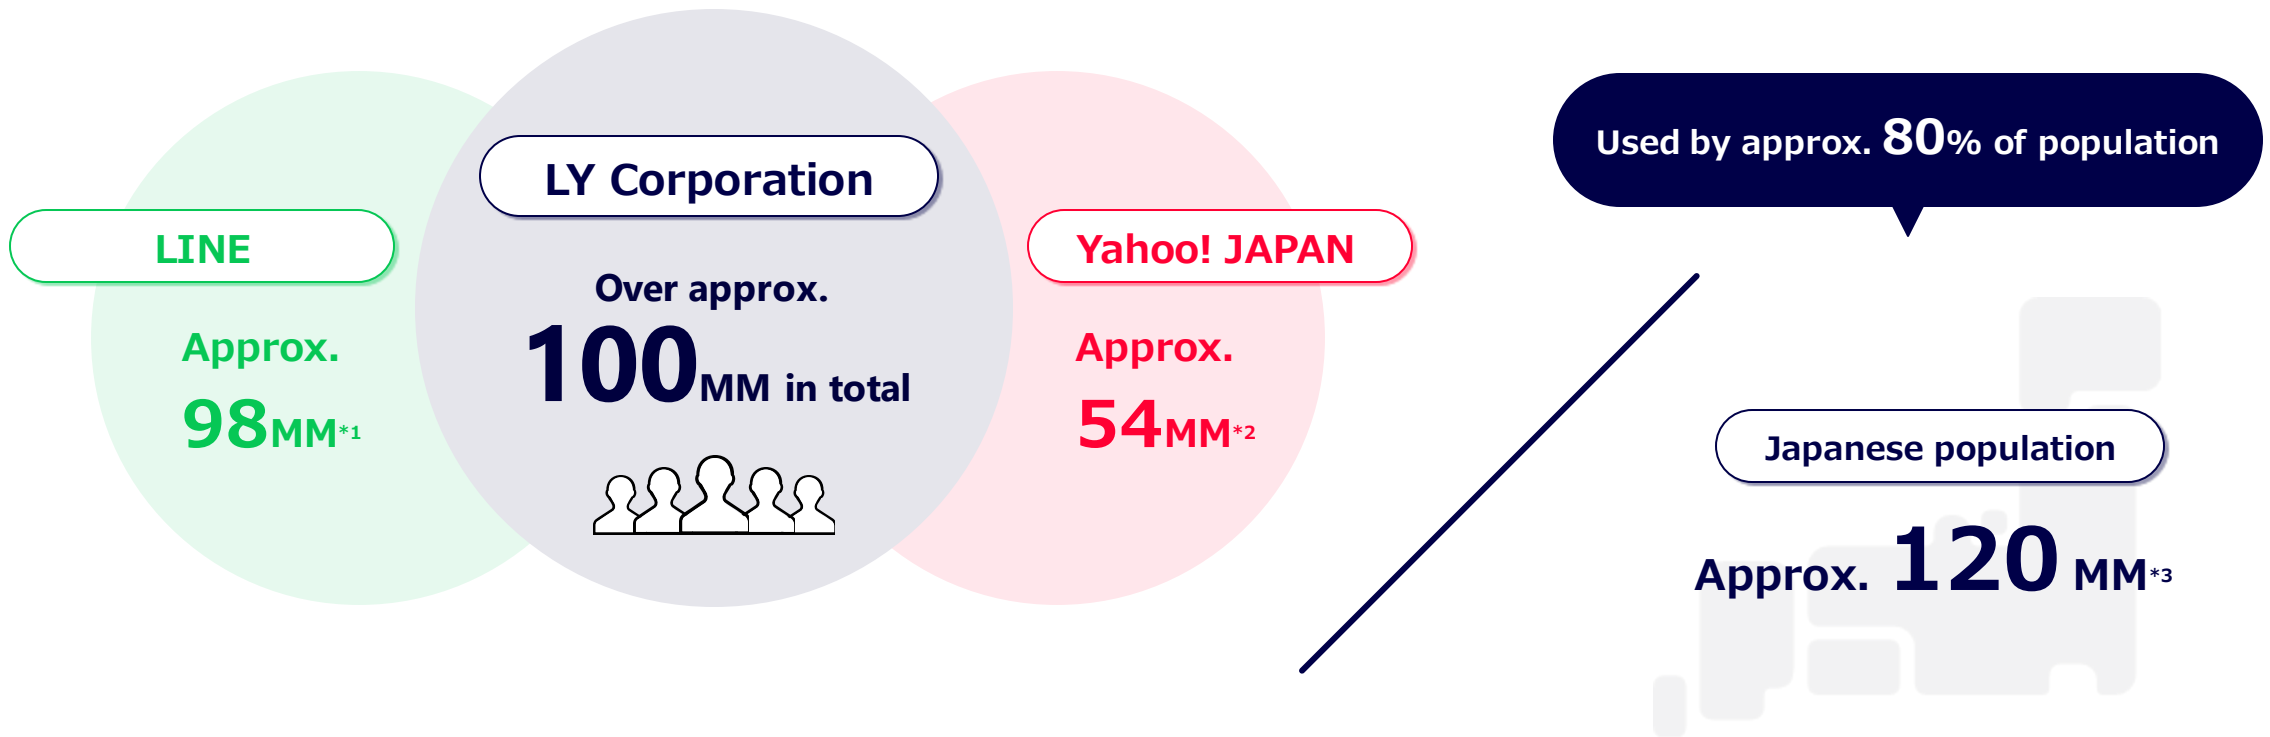 LINE
Approx.
98MM*1
LY Corporation
Over approx.
100MM in total
Yahoo! JAPAN
Approx.
54MM*2
Used by approx. 80% of population
Japanese population
Approx. 120 MM*3